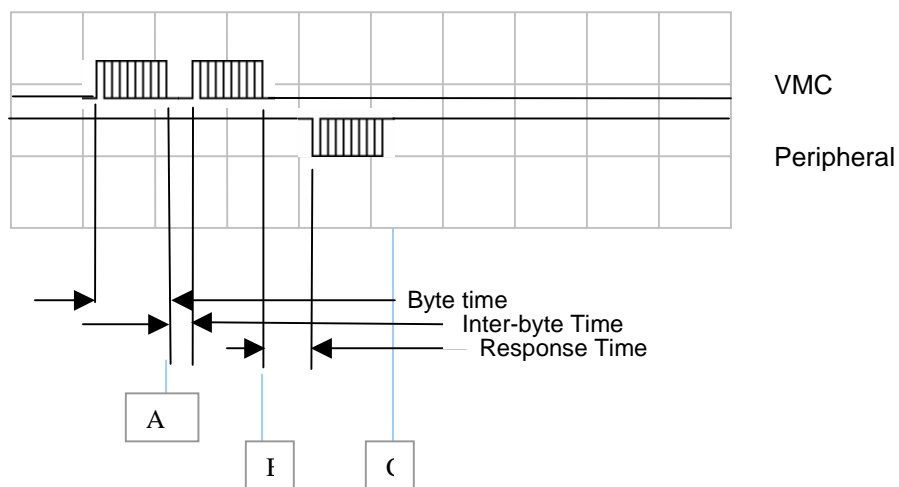 VMC
Peripheral
Byte time
Inter-byte Time
Response Time
A